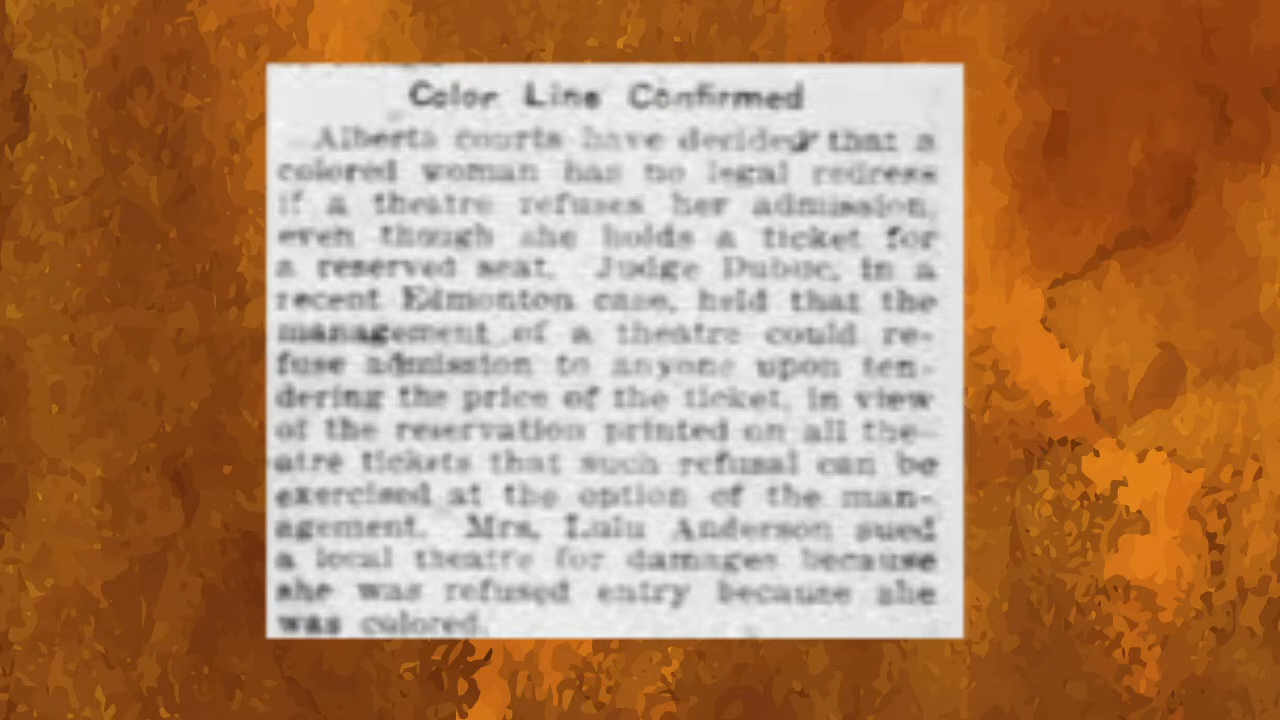 Color Line Confirmed
Alberta courts have decided that a
colored woman has no legal redress
if a theatre refuses her admission,
even though she holds a ticket for
a reserved seat. Judge Dubuc, in a
recent Edmonton case, held that the
management of a theatre could re-
fuse admission to anyone upon ten-
dering the price of the ticket, in view
of the reservation printed on all the-
atre tickets that such refusal can be
exercised at the option of the man-
agement. Mrs. Lulu Anderson sued
a local theatre for damages because
she was refused entry because she
was colored.